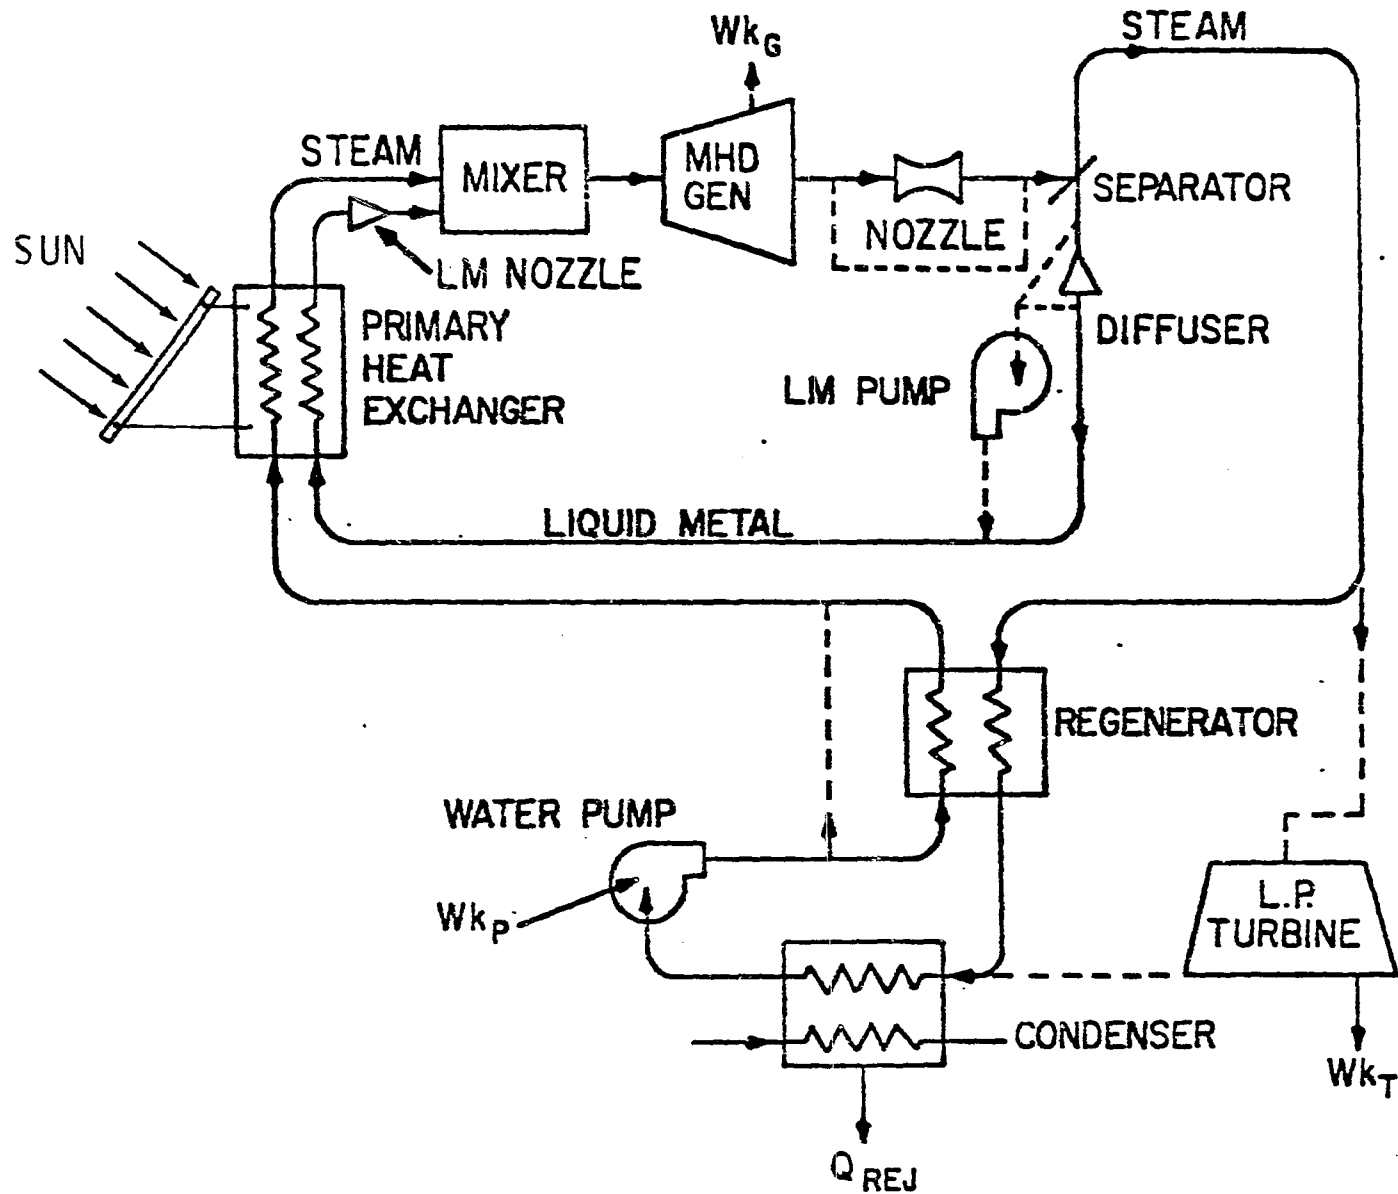 Wk_G
STEAM
STEAM
MIXER
MHD
GEN
SEPARATOR
NOZZLE
SUN
LM NOZZLE
PRIMARY
HEAT
EXCHANGER
DIFFUSER
LM PUMP
LIQUID METAL
REGENERATOR
WATER PUMP
Wk_P
L.P.
TURBINE
CONDENSER
Wk_T
Q_REJ